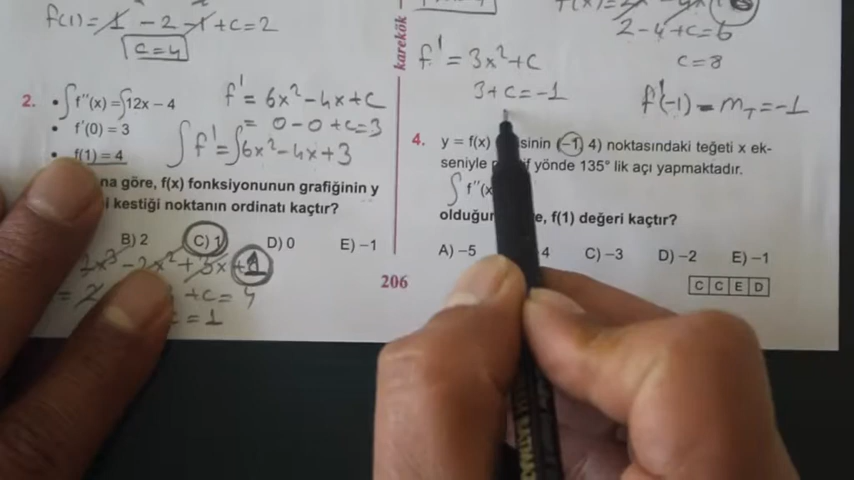 f(1) = 1 - 2 - 1 + c = 2
c = 4
2. • ∫f''(x) = ∫12x - 4
f' = 6x² - 4x + c
• f'(0) = 3
= 0 - 0 + c = 3
• f(1) = 4
∫f' = ∫6x² - 4x + 3
na göre, f(x) fonksiyonunun grafiğinin y
kestiği noktanın ordinatı kaçtır?
B) 2 C) 1 D) 0 E) -1
2x³ - 2x² + 3x + 1
+ c = 4
= 1
karekök
206
2 - 4 + c = 6
c = 8
f' = 3x² + c
3 + c = -1
f'(-1) = m_T = -1
4. y = f(x) sinin (-1, 4) noktasındaki teğeti x ek-
seniyle if yönde 135° lik açı yapmaktadır.
∫ f''(x
olduğun e, f(1) değeri kaçtır?
A) -5 4 C) -3 D) -2 E) -1
C C E D